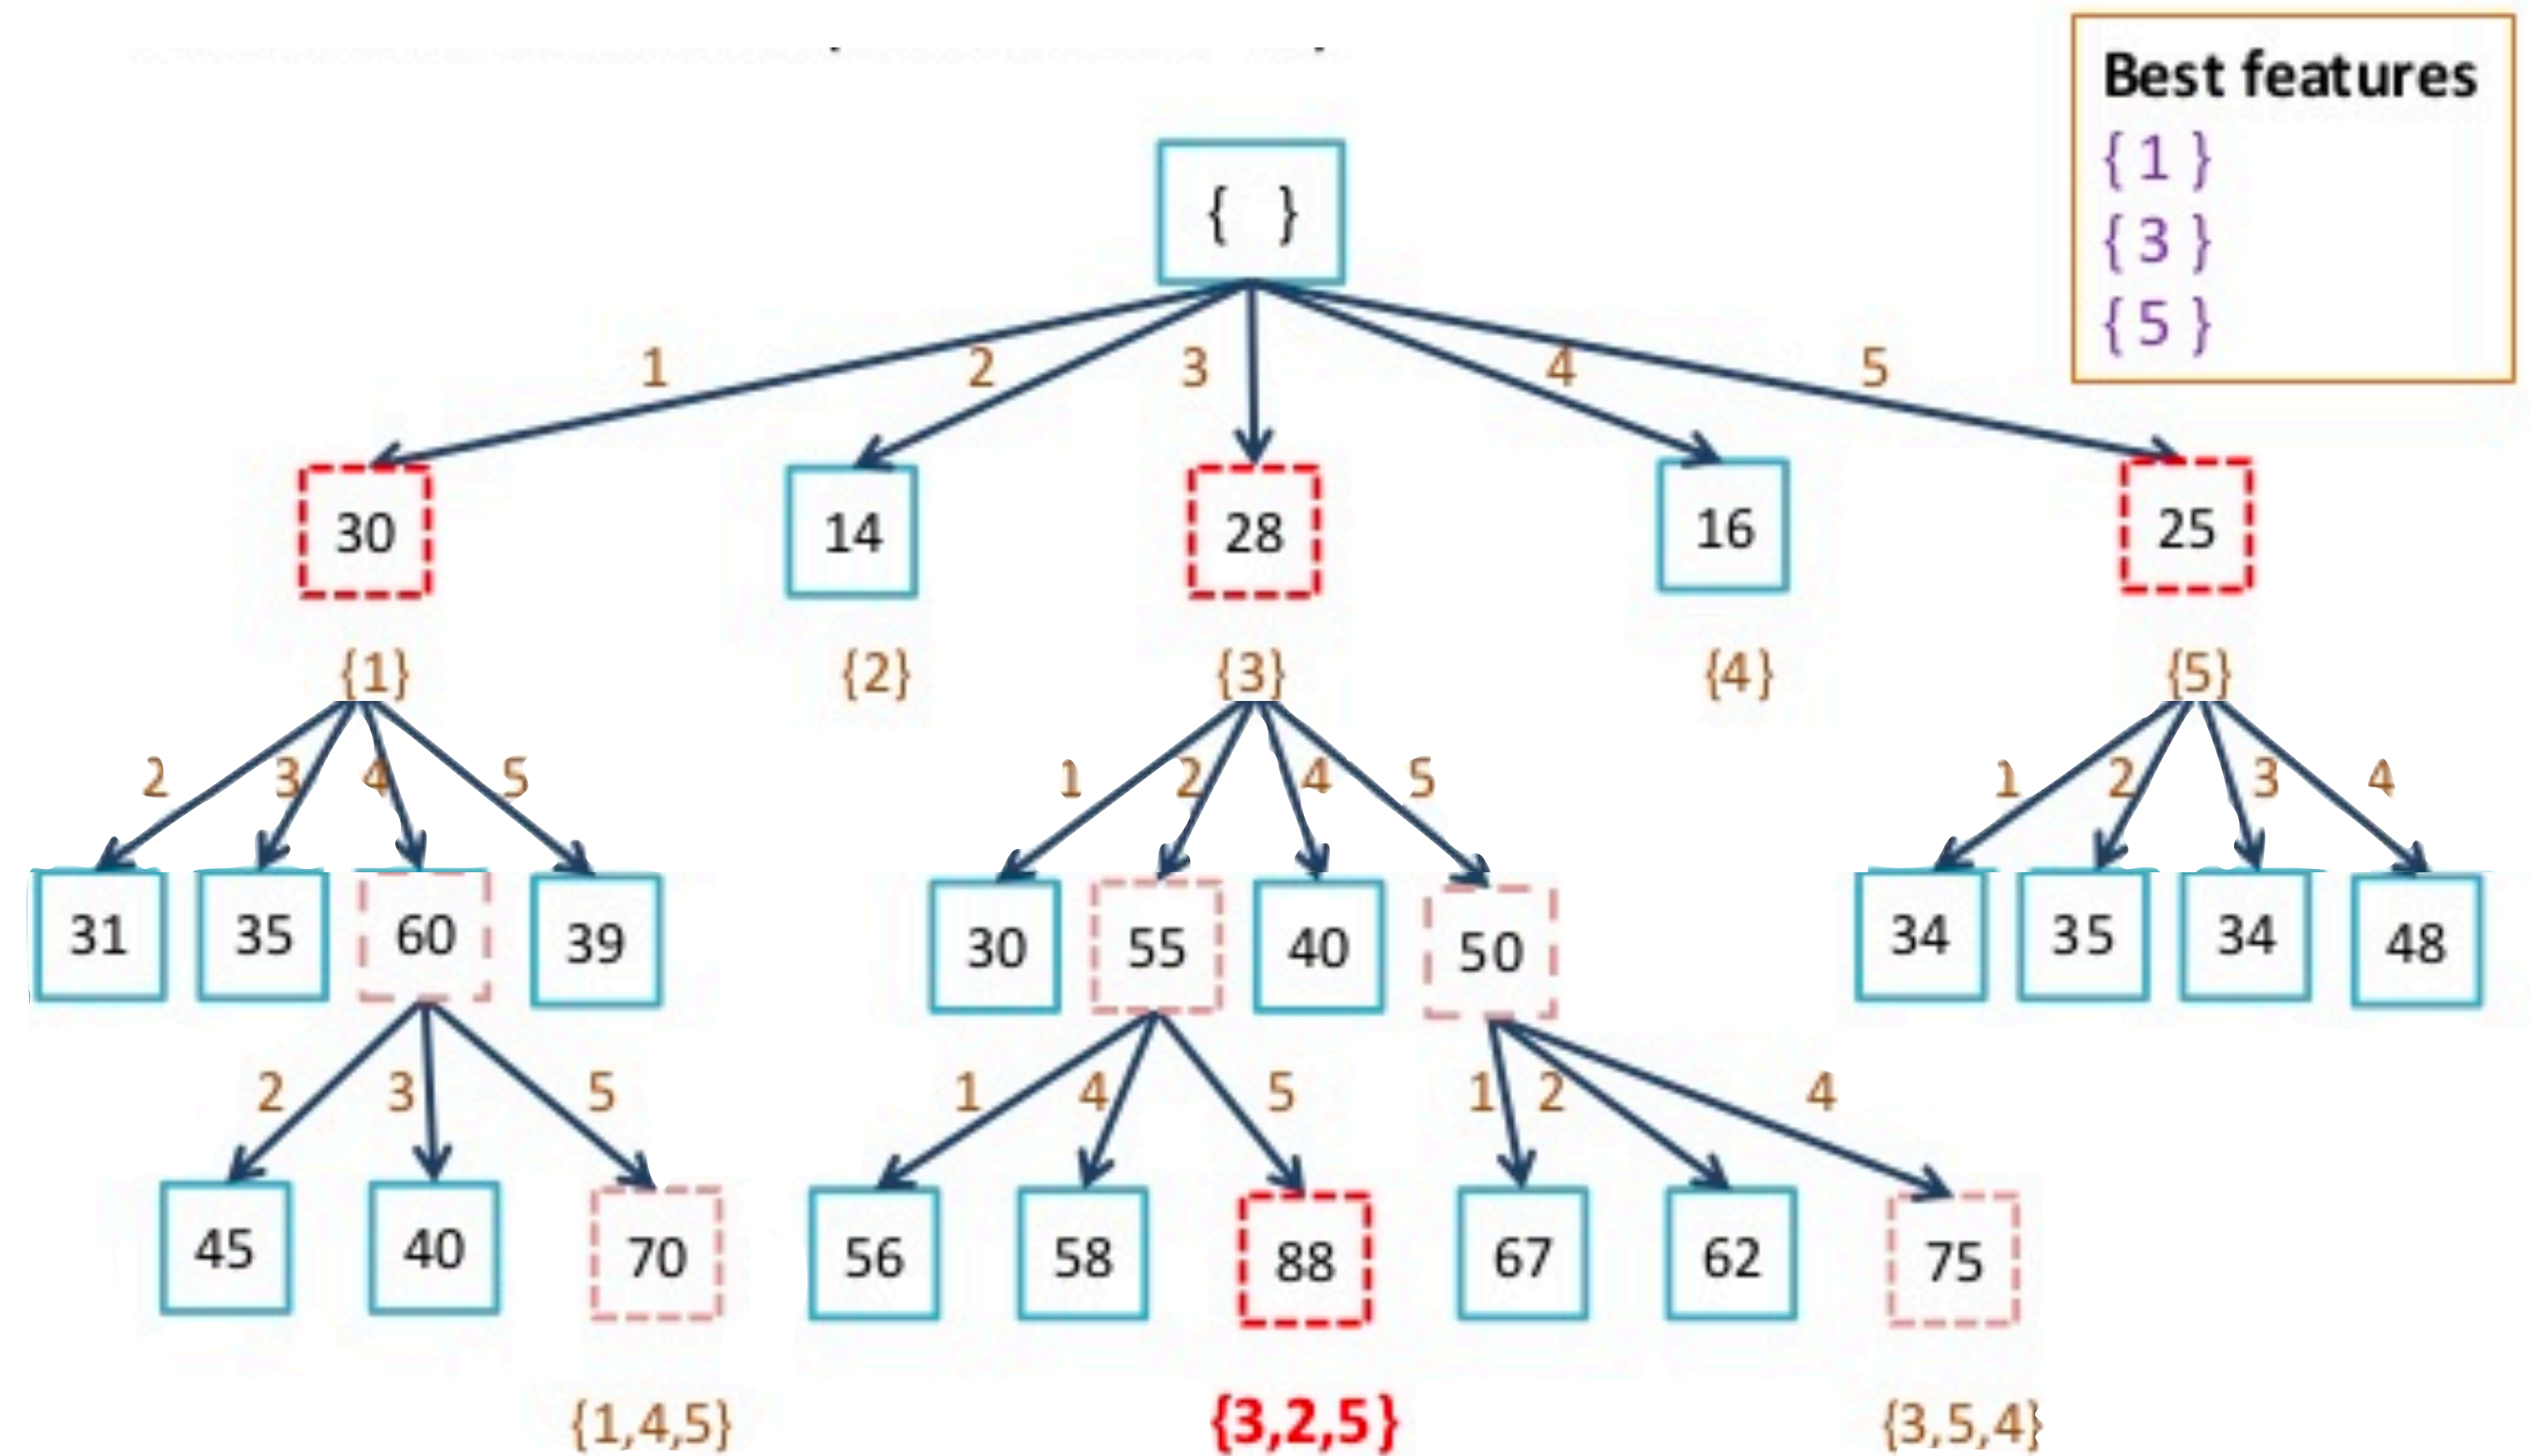 Best features
{ 1 }
{ 3 }
{ 5 }
{ }
1 2 3 4 5
30 14 28 16 25
{1} {2} {3} {4} {5}
2 3 4 5 1 2 4 5 1 2 3 4
31 35 60 39 30 55 40 50 34 35 34 48
2 3 5 1 4 5 1 2 4
45 40 70 56 58 88 67 62 75
{1,4,5} {3,2,5} {3,5,4}